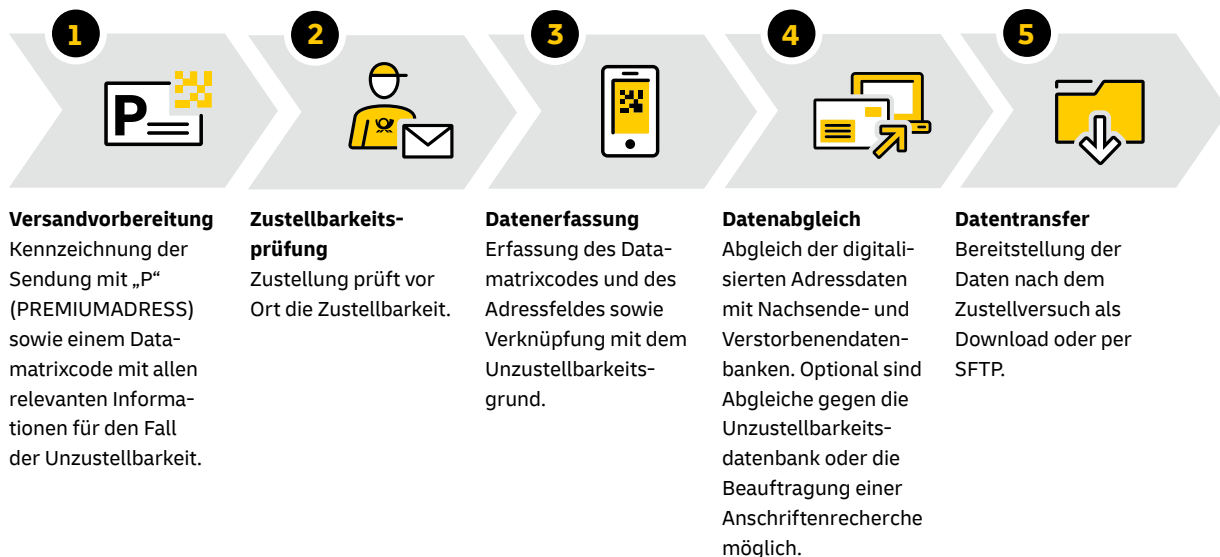 1
2
3
4
5
P
Versandvorbereitung
Kennzeichnung der
Sendung mit „P“
(PREMIUMADRESS)
sowie einem Data-
matrixcode mit allen
relevanten Informa-
tionen für den Fall
der Unzustellbarkeit.
Zustellbarkeits-
prüfung
Zustellung prüft vor
Ort die Zustellbarkeit.
Datenerfassung
Erfassung des Data-
matrixcodes und des
Adressfeldes sowie
Verknüpfung mit dem
Unzustellbarkeits-
grund.
Datenabgleich
Abgleich der digitali-
sierten Adressdaten
mit Nachsende- und
Verstorbenendaten-
banken. Optional sind
Abgleiche gegen die
Unzustellbarkeits-
datenbank oder die
Beauftragung einer
Anschriftenrecherche
möglich.
Datentransfer
Bereitstellung der
Daten nach dem
Zustellversuch als
Download oder per
SFTP.